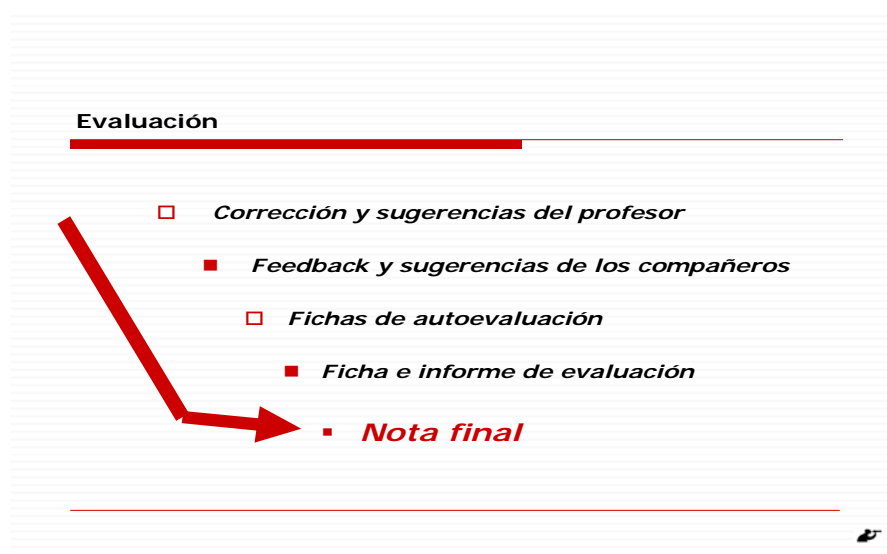 Evaluación
Corrección y sugerencias del profesor
Feedback y sugerencias de los compañeros
Fichas de autoevaluación
Ficha e informe de evaluación
Nota final